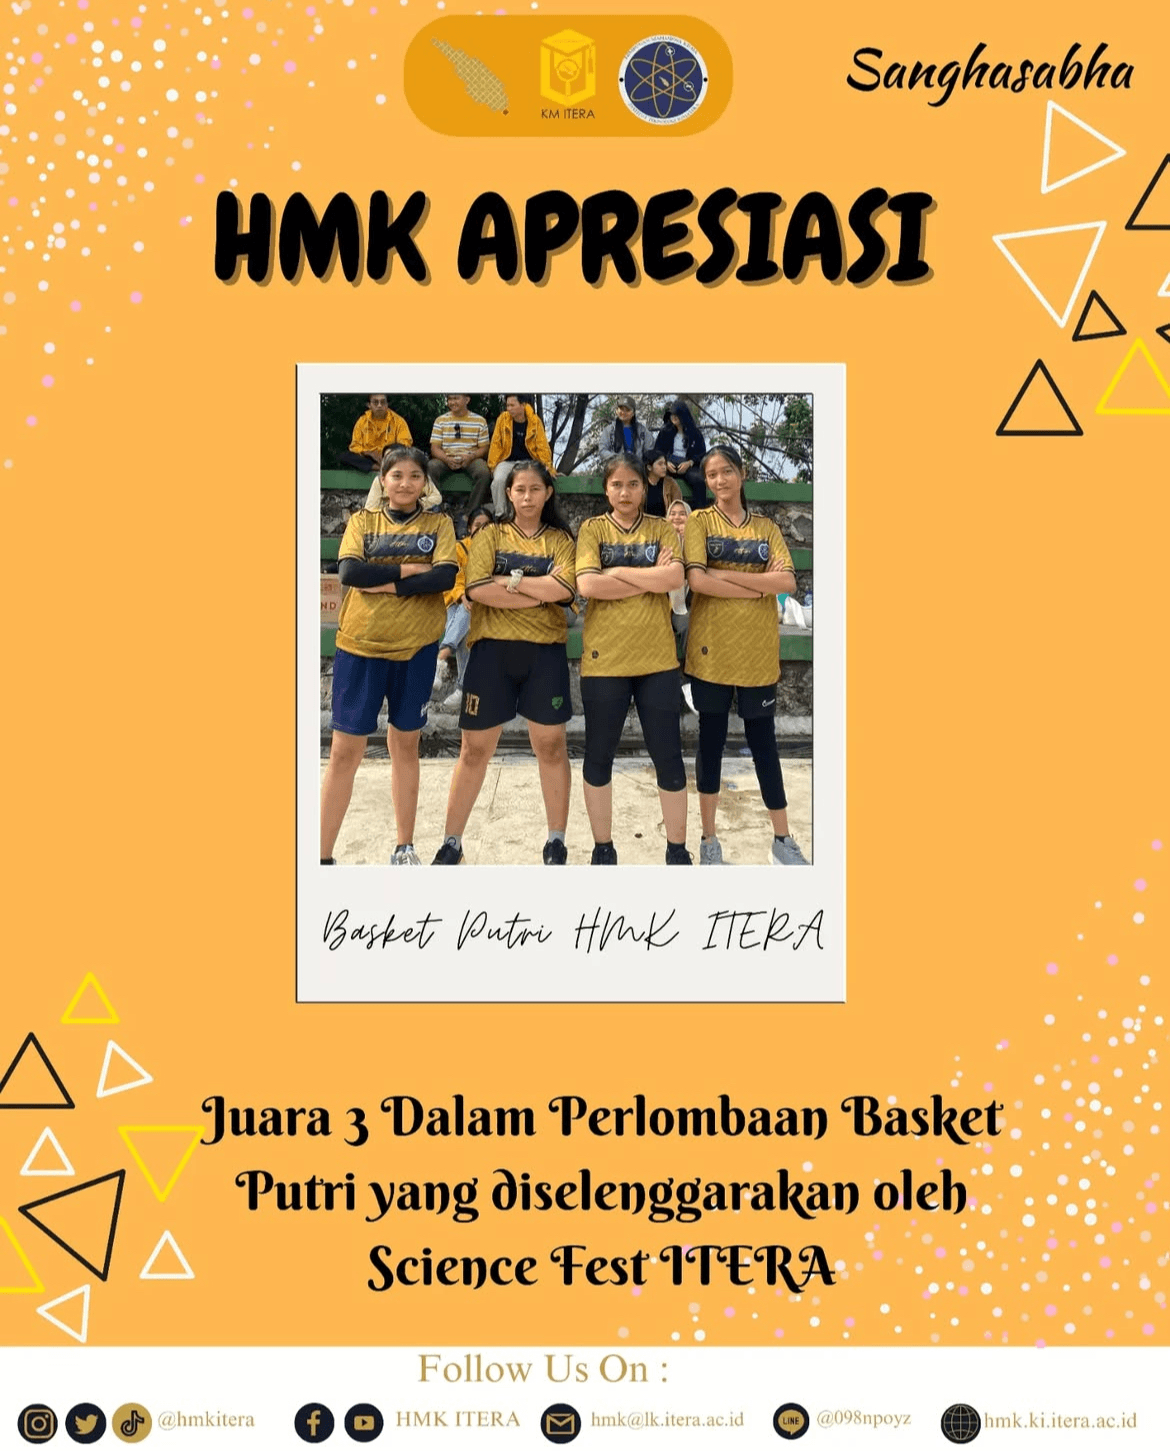 KM ITERA
Sanghasabha
HMK APRESIASI
Basket Putri HMK ITERA
Juara 3 Dalam Perlombaan Basket
Putri yang diselenggarakan oleh
Science Fest ITERA
Follow Us On :
@hmkitera
HMK ITERA
hmk@lk.itera.ac.id
LINE
@098npoyz
hmk.ki.itera.ac.id